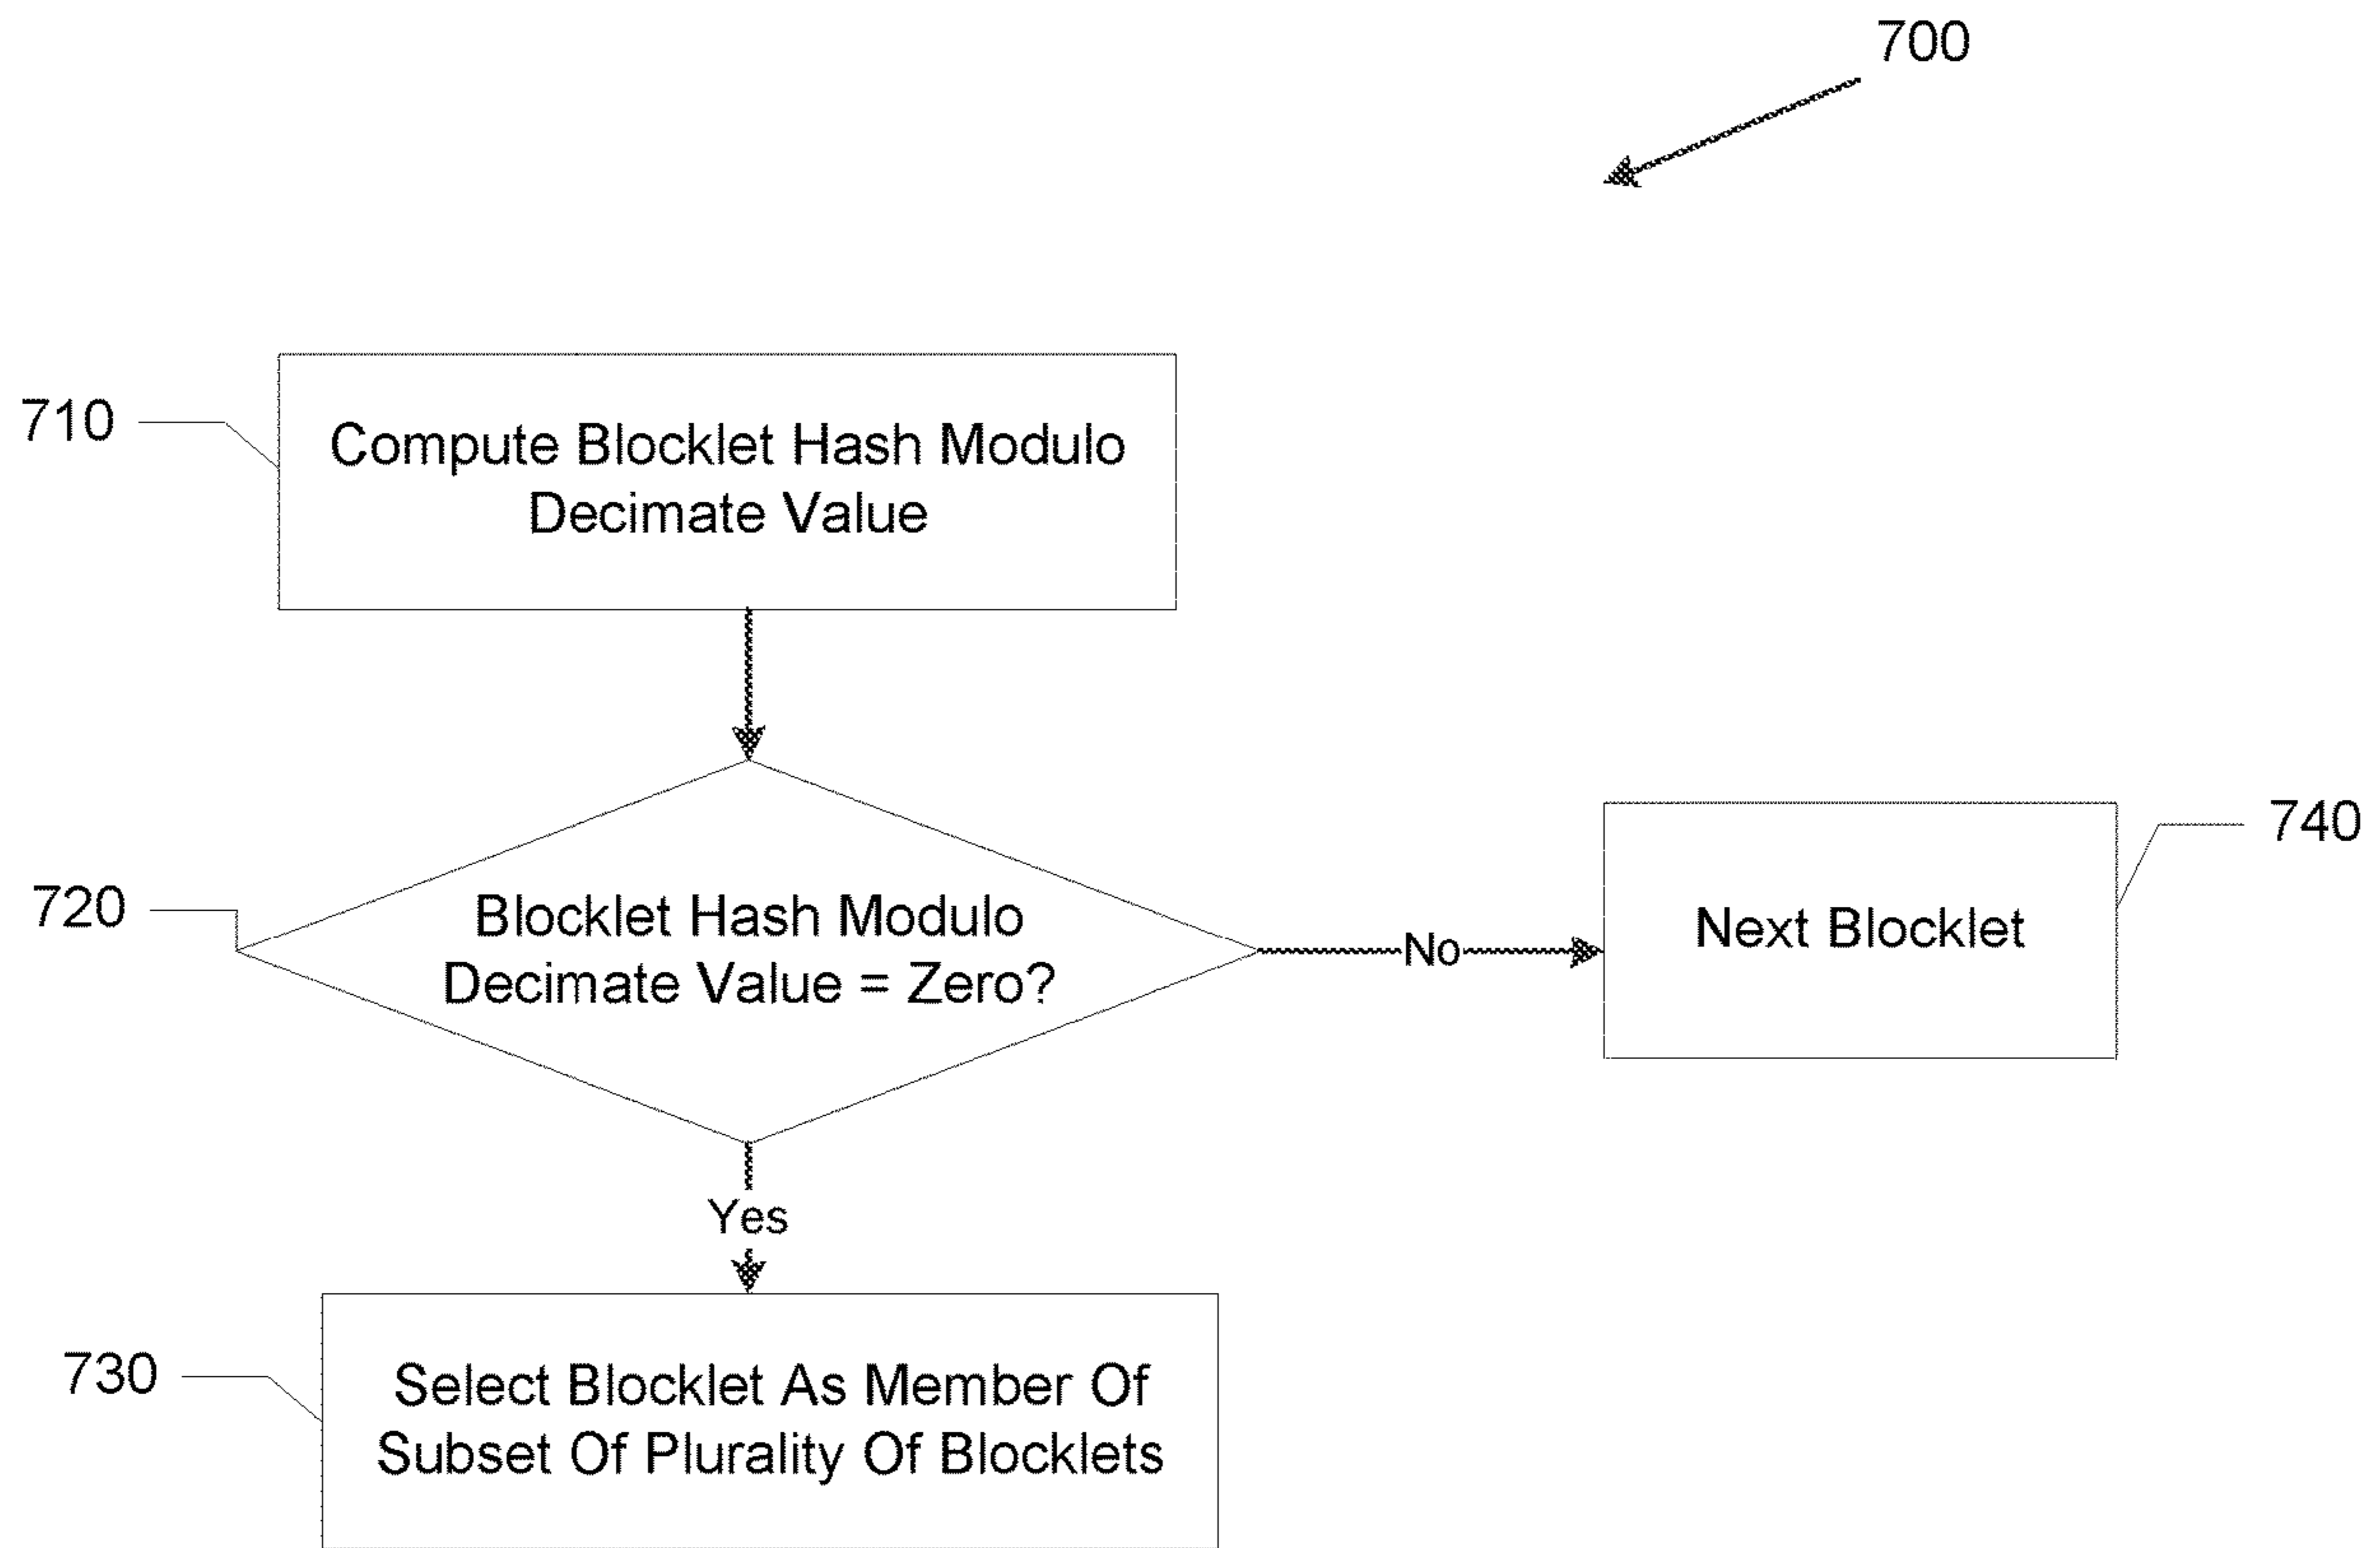 700
710
Compute Blocklet Hash Modulo
Decimate Value
720
Blocklet Hash Modulo
Decimate Value = Zero?
No
Next Blocklet
740
Yes
730
Select Blocklet As Member Of
Subset Of Plurality Of Blocklets